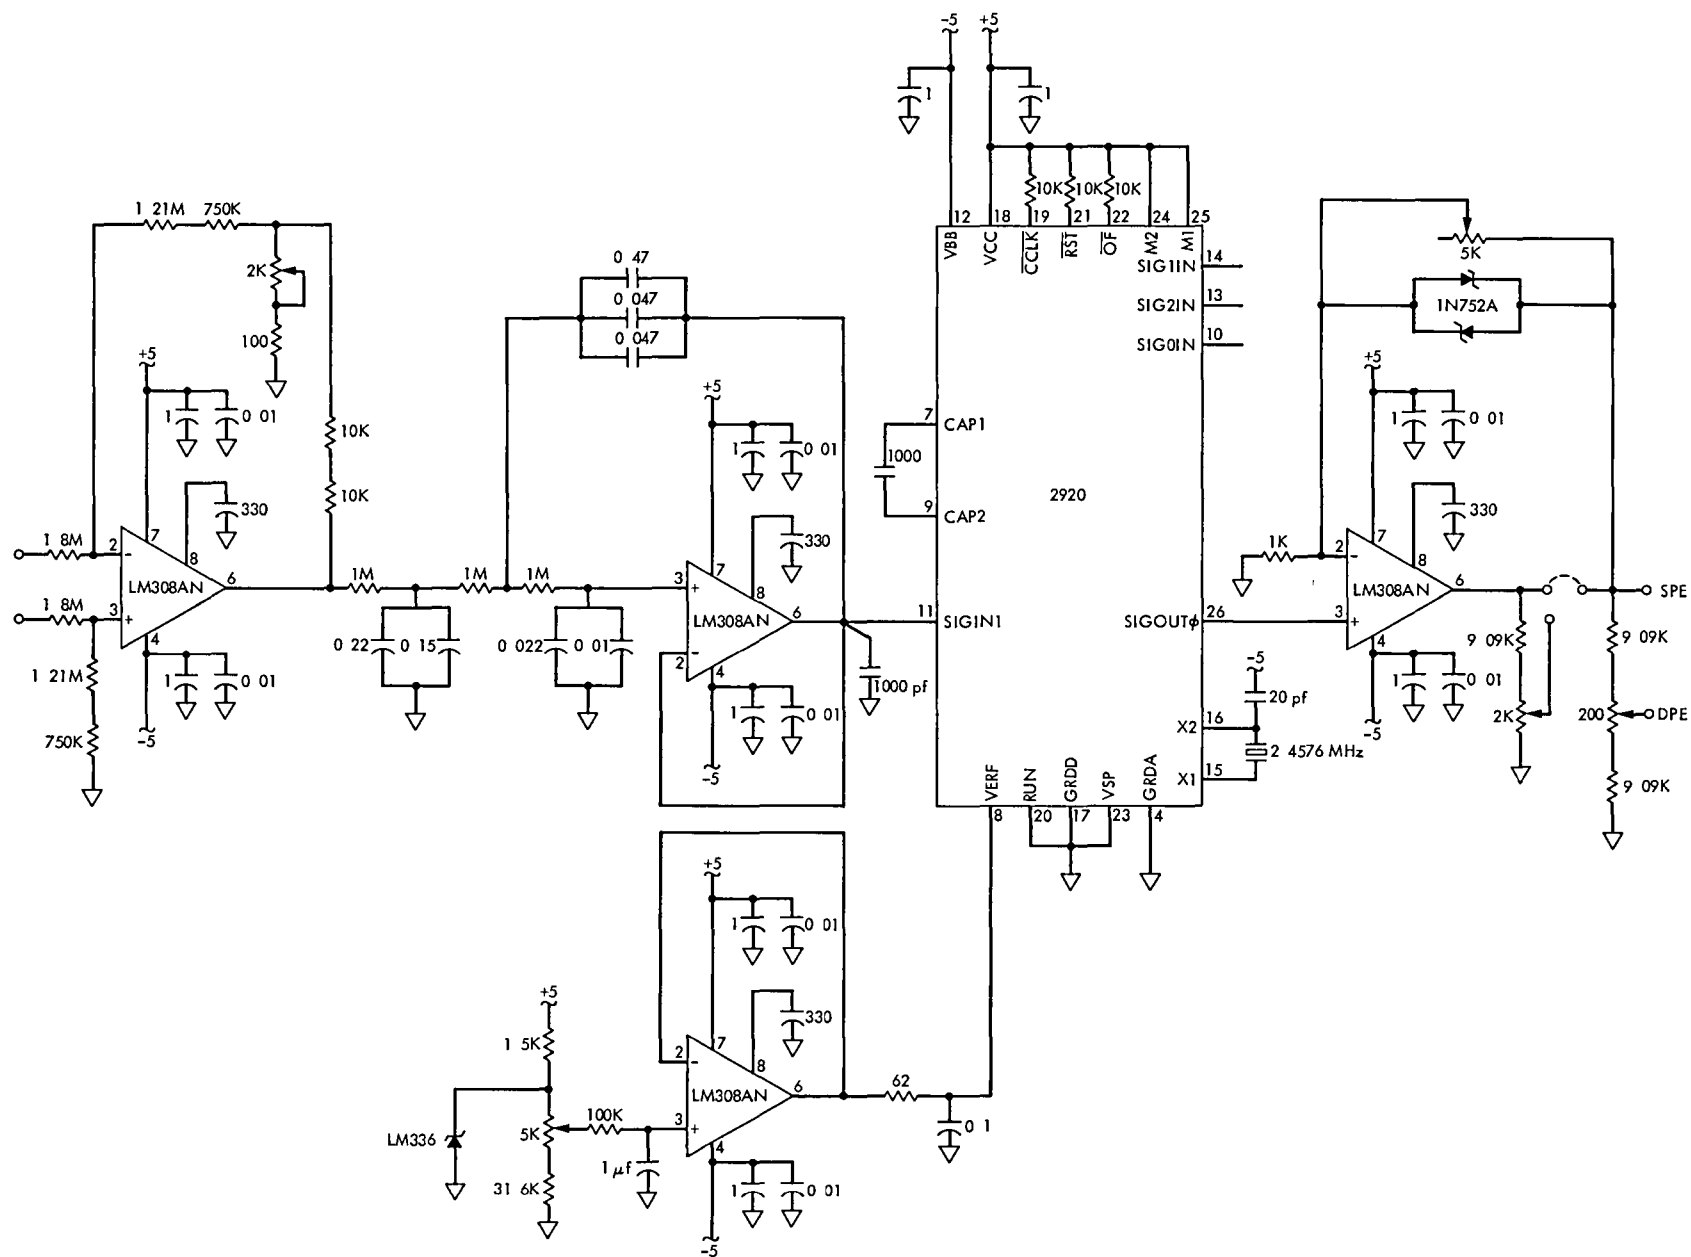 -5 +5
1 1
10K 10K 10K
12 18 19 21 22 24 25
VBB VCC CCLK RST OF M2 M1
SIG1IN 14
SIG2IN 13
SIG0IN 10
7 CAP1
1000
9 CAP2
2920
11 SIGIN1
SIGOUTϕ 26
X2 16
X1 15
-5
20 pf
2 4576 MHz
VERF RUN GRDD VSP GRDA
8 20 17 23 4
1 21M 750K
2K
100
+5
1 0 01
10K
10K
330
1 8M 2 - 7 8
LM308AN 6
1 8M 3 + 4
1 21M
750K
1 0 01
-5
1M 1M 1M
0 22 0 15
0 022 0 01
0 47
0 047
0 047
+5
1 0 01
330
3 + 7 8
LM308AN 6
2 - 4
1000 pf
1 0 01
-5
+5
1 0 01
330
2 - 7 8
LM308AN 6
3 + 4
62
0 1
+5
1 5K
LM336
5K
100K
1 μf
31 6K
1 0 01
-5
5K
1N752A
+5
1 0 01
330
1K 2 - 7 8
LM308AN 6
3 + 4
1 0 01
-5
SPE
9 09K
9 09K
2K
200
DPE
9 09K